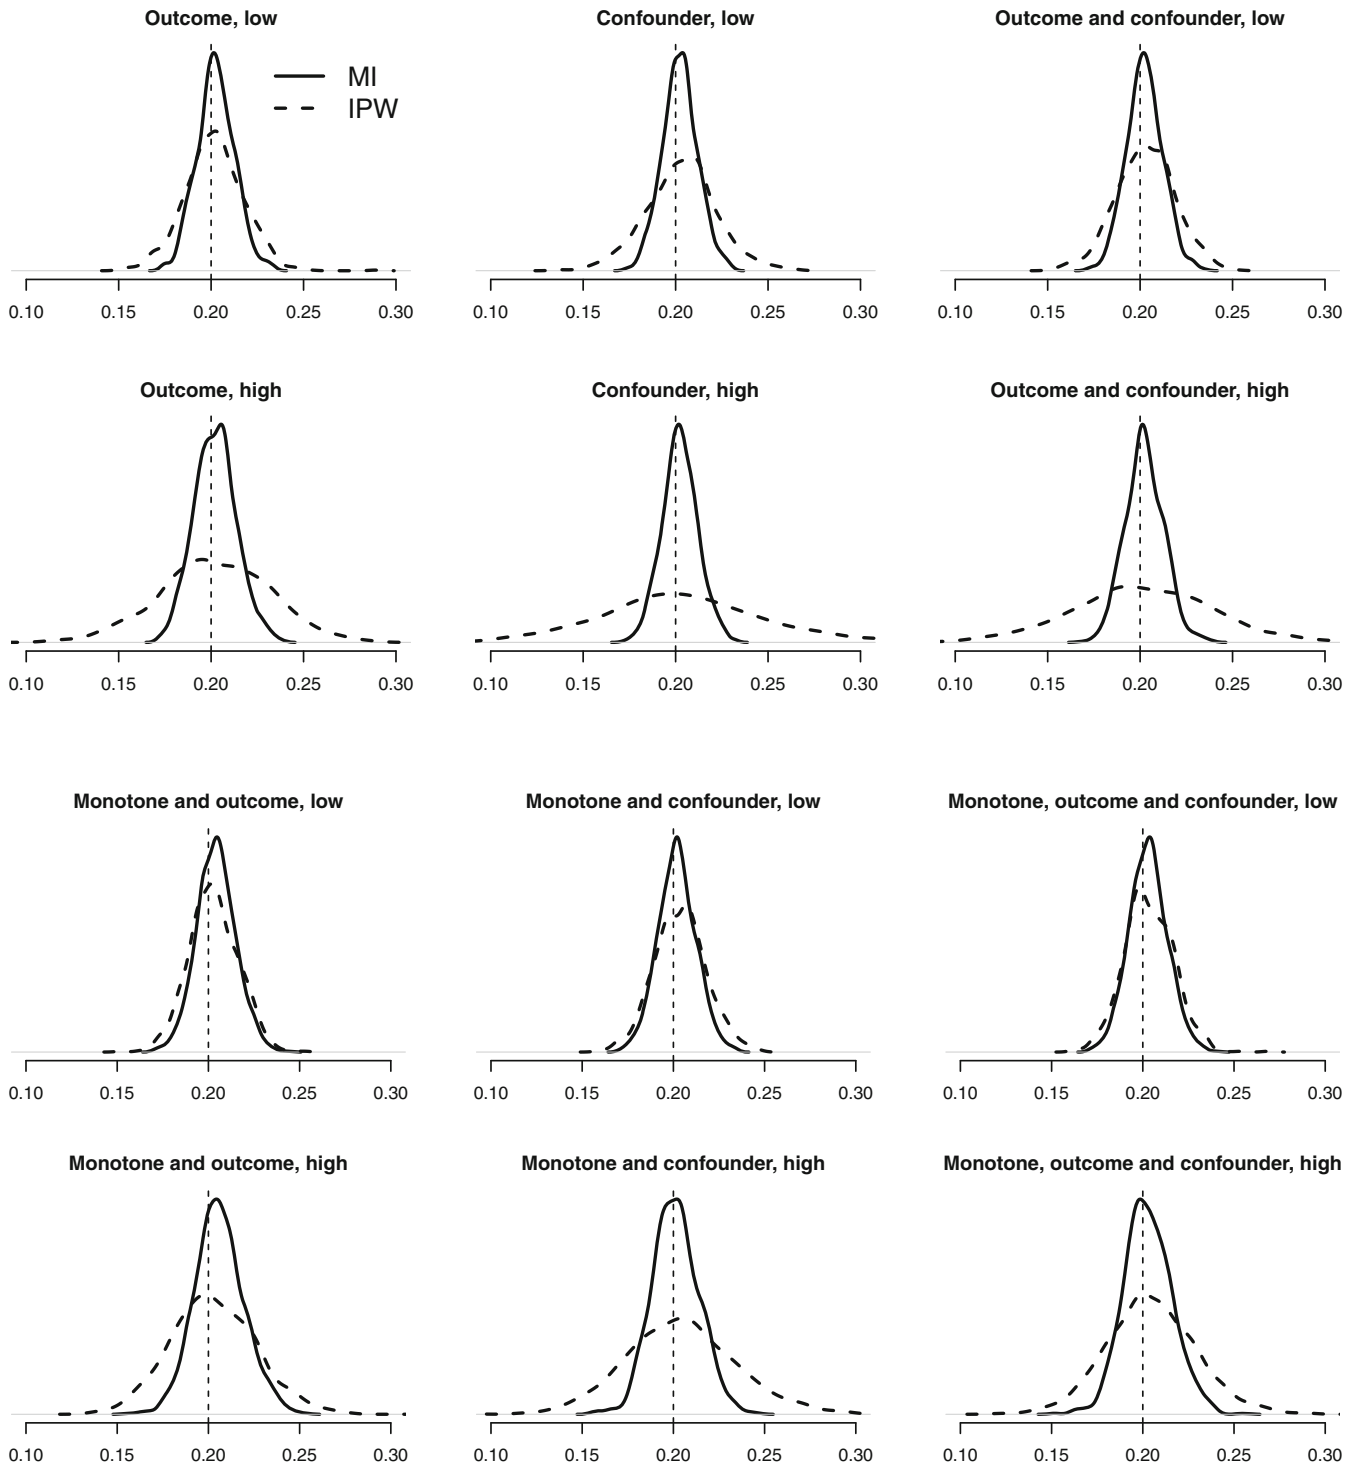 Outcome, low
Confounder, low
Outcome and confounder, low
MI
IPW
0.10 0.15 0.20 0.25 0.30
0.10 0.15 0.20 0.25 0.30
0.10 0.15 0.20 0.25 0.30
Outcome, high
Confounder, high
Outcome and confounder, high
0.10 0.15 0.20 0.25 0.30
0.10 0.15 0.20 0.25 0.30
0.10 0.15 0.20 0.25 0.30
Monotone and outcome, low
Monotone and confounder, low
Monotone, outcome and confounder, low
0.10 0.15 0.20 0.25 0.30
0.10 0.15 0.20 0.25 0.30
0.10 0.15 0.20 0.25 0.30
Monotone and outcome, high
Monotone and confounder, high
Monotone, outcome and confounder, high
0.10 0.15 0.20 0.25 0.30
0.10 0.15 0.20 0.25 0.30
0.10 0.15 0.20 0.25 0.30